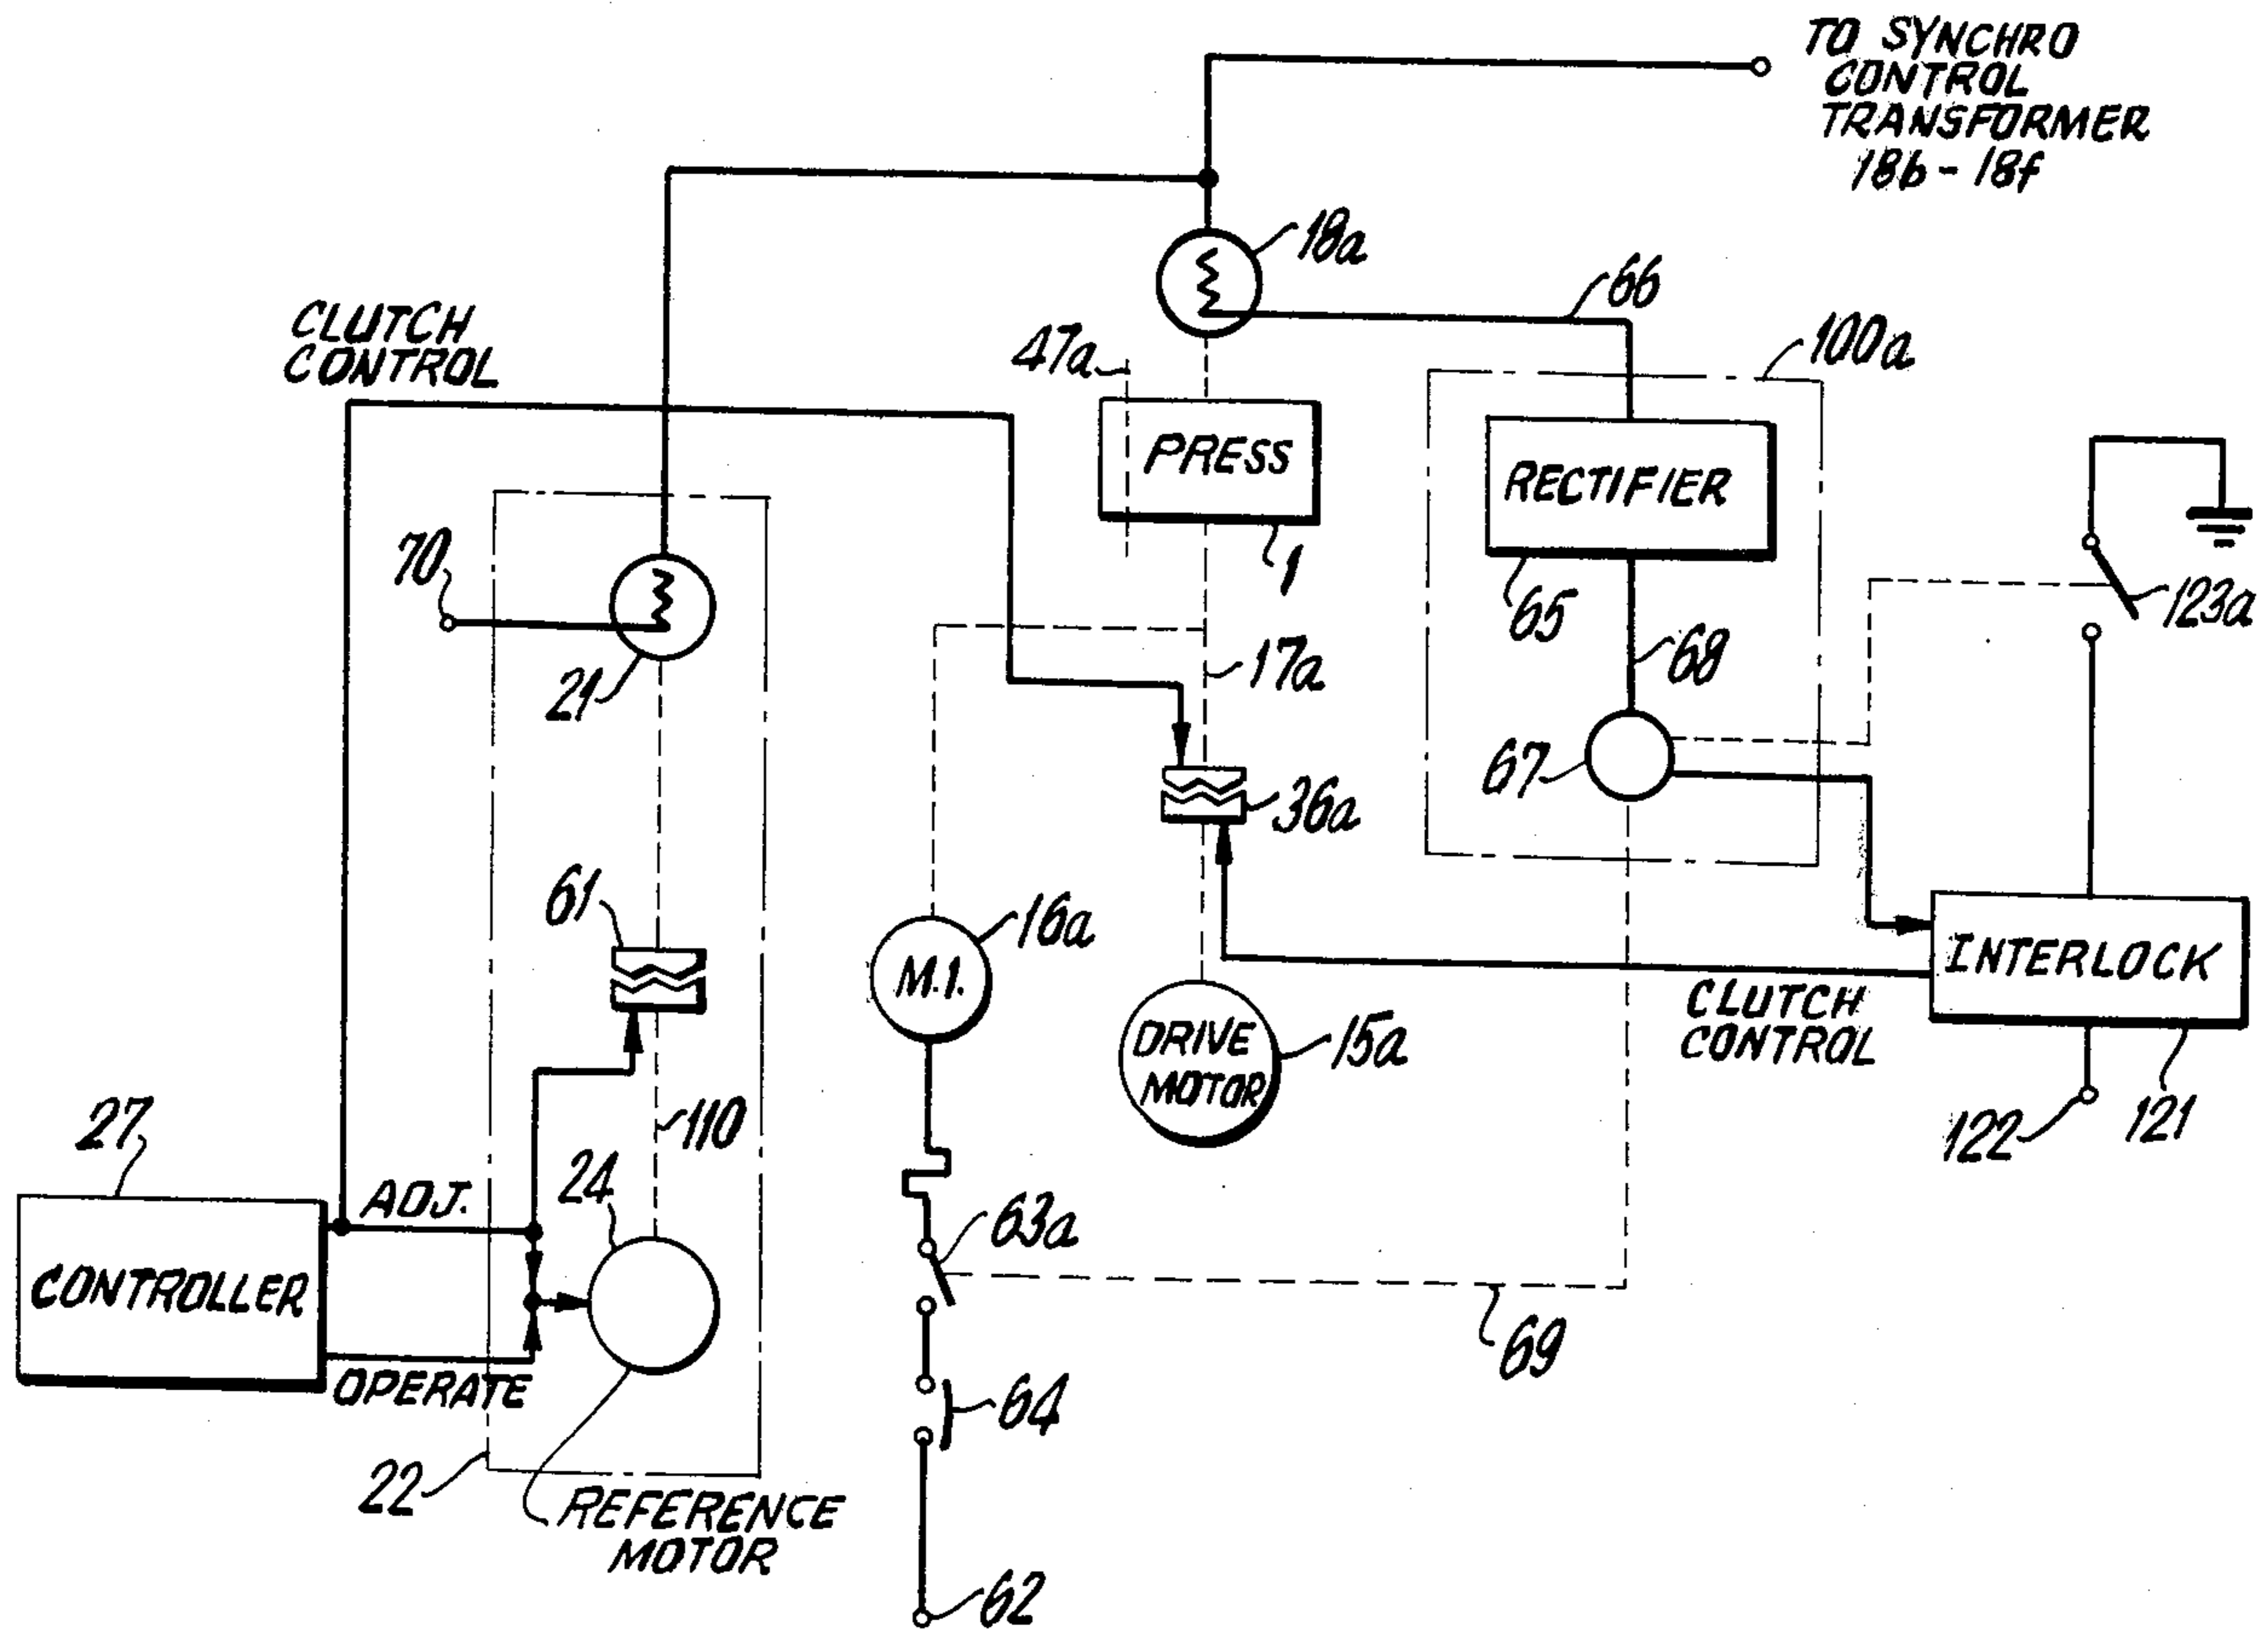 TO SYNCHRO
CONTROL
TRANSFORMER
18b - 18f
18a
66
CLUTCH
CONTROL
47a
100a
PRESS
RECTIFIER
70
1
65
123a
21
17a
68
67
36a
61
16a
M.I.
INTERLOCK
DRIVE
MOTOR
15a
CLUTCH
CONTROL
122
121
110
27
ADJ.
24
63a
CONTROLLER
OPERATE
69
64
22
REFERENCE
MOTOR
62